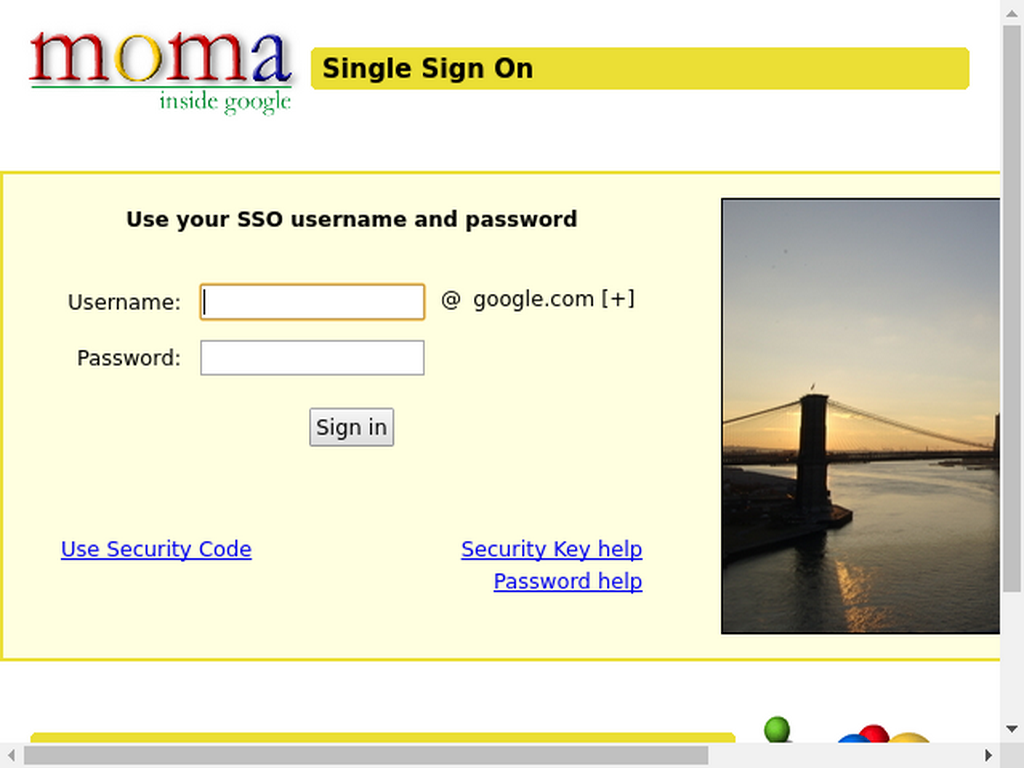 moma
inside google
Single Sign On
Use your SSO username and password
Username: @ google.com [+]
Password:
Sign in
Use Security Code
Security Key help
Password help